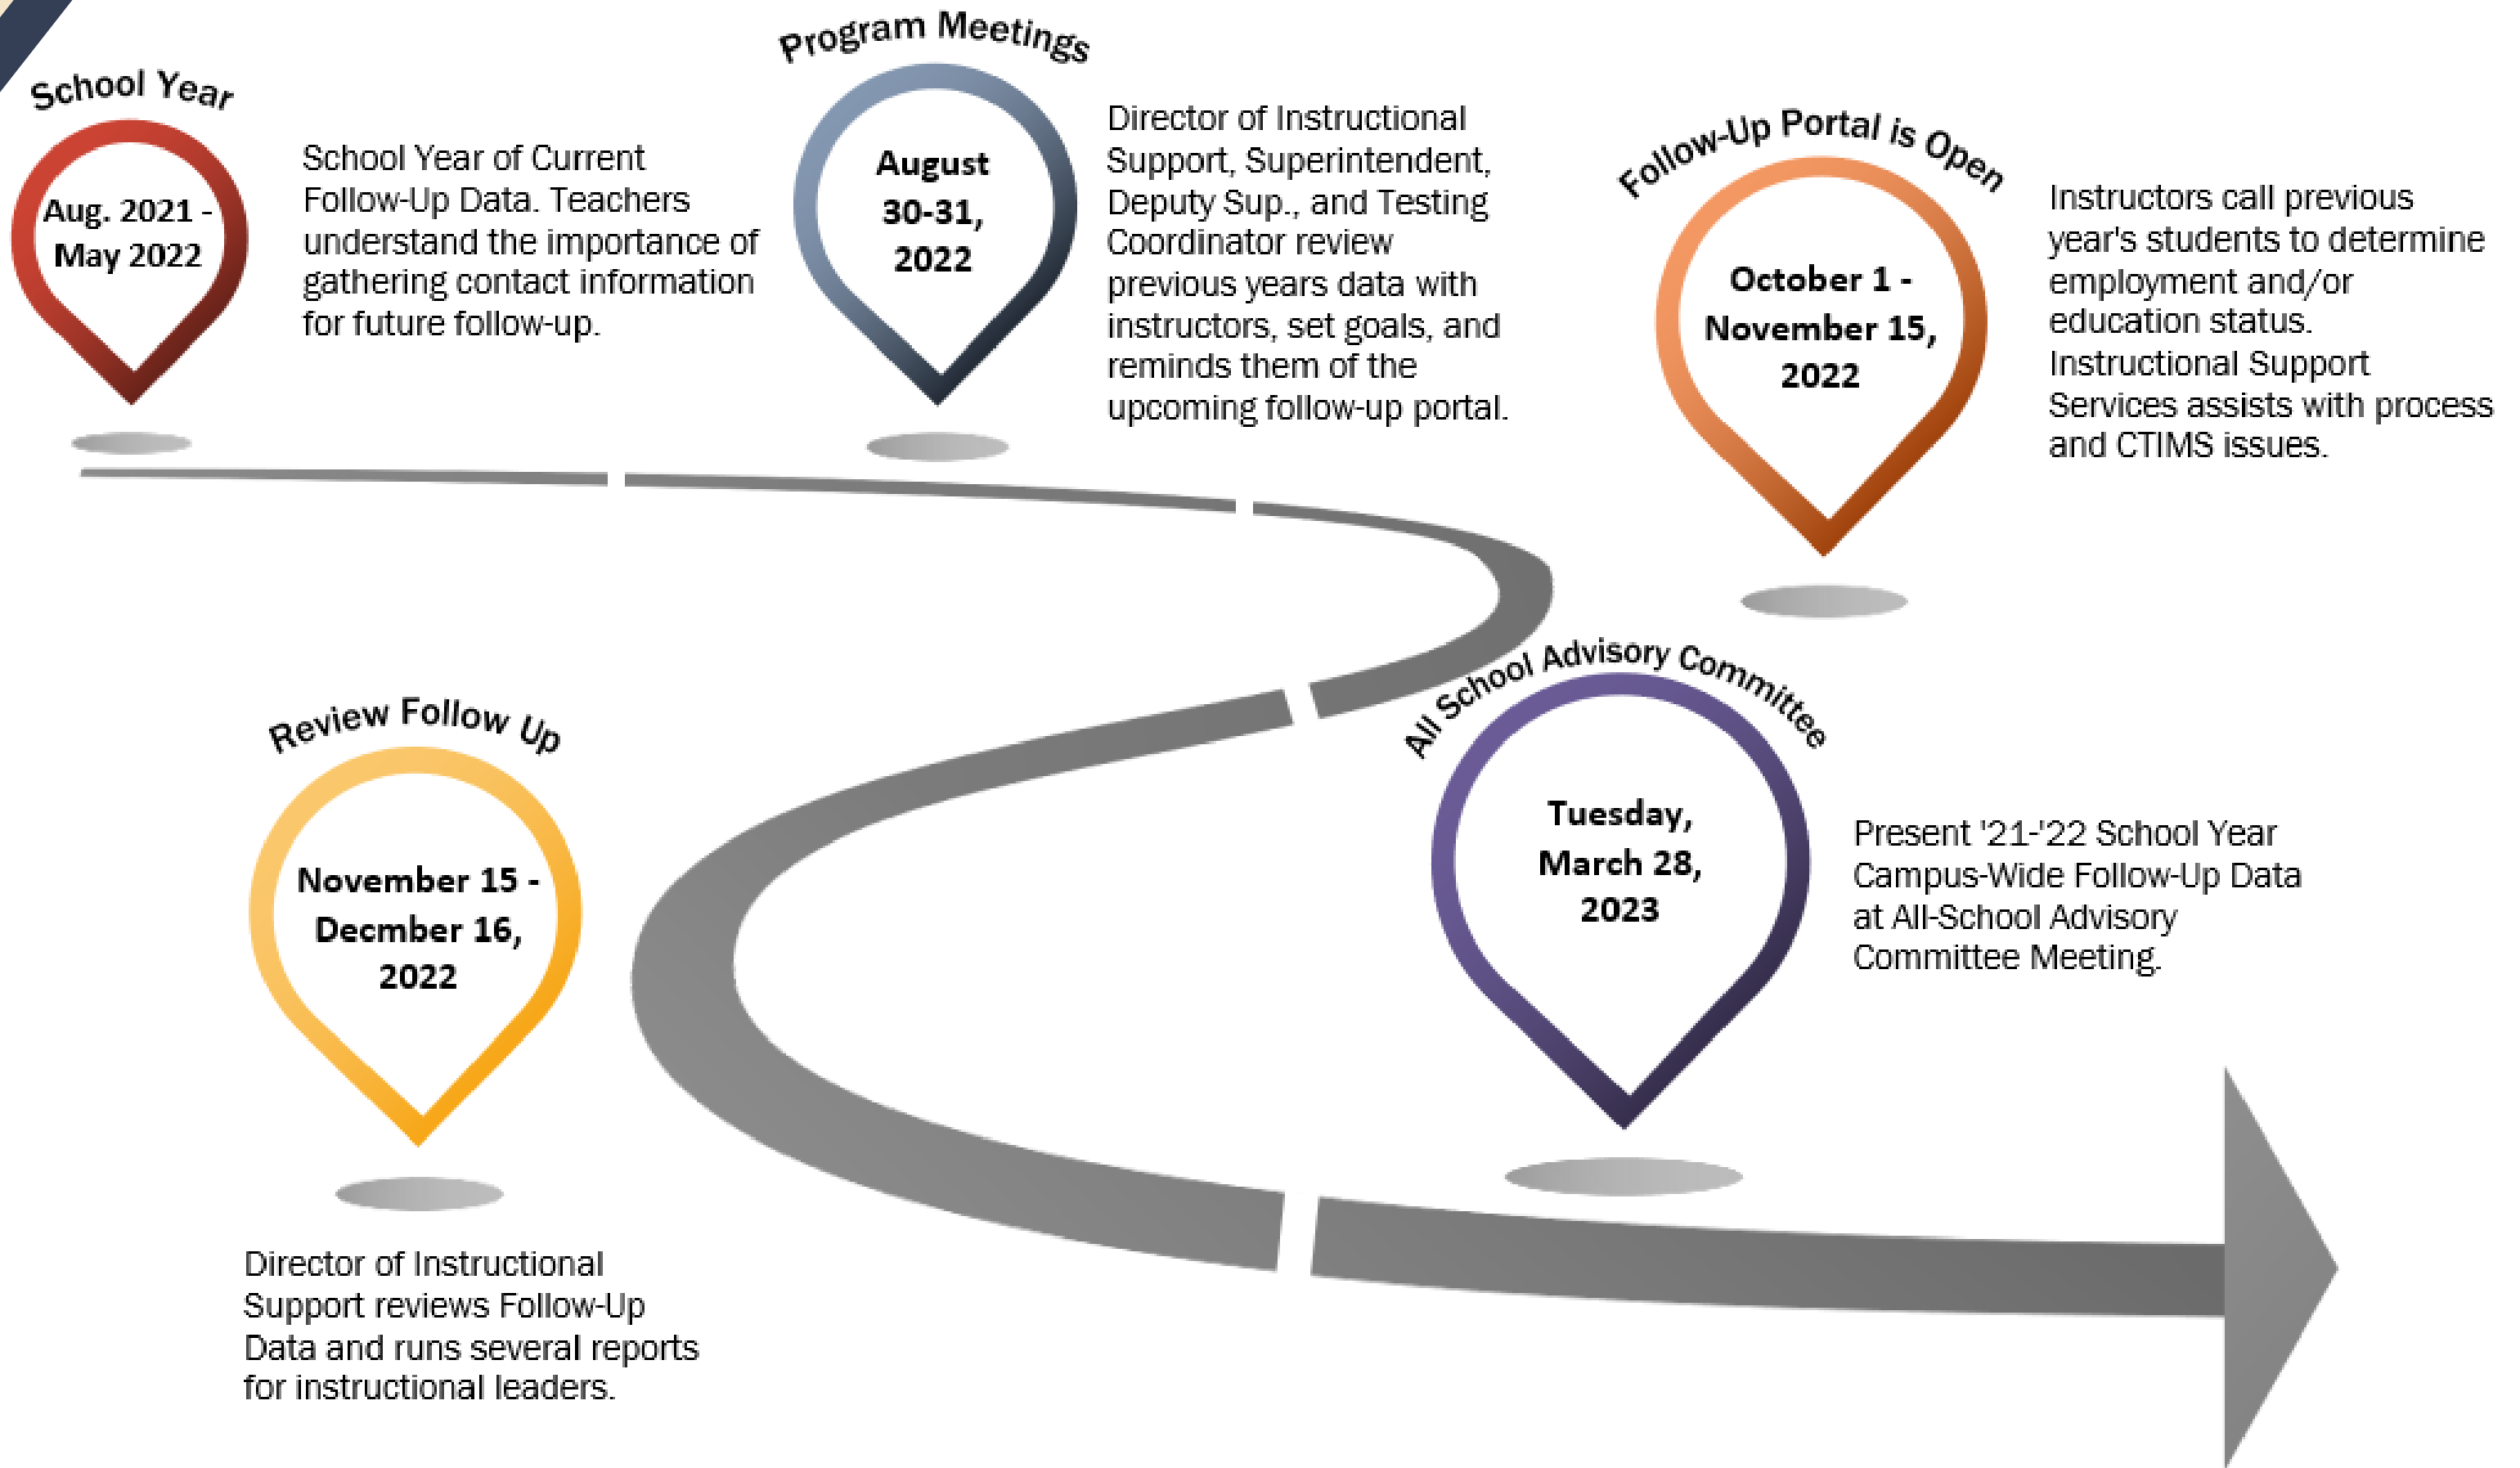 School Year
Aug. 2021 -
May 2022
School Year of Current
Follow-Up Data. Teachers
understand the importance of
gathering contact information
for future follow-up.
Program Meetings
August
30-31,
2022
Director of Instructional
Support, Superintendent,
Deputy Sup., and Testing
Coordinator review
previous years data with
instructors, set goals, and
reminds them of the
upcoming follow-up portal.
Follow-Up Portal is Open
October 1 -
November 15,
2022
Instructors call previous
year's students to determine
employment and/or
education status.
Instructional Support
Services assists with process
and CTIMS issues.
Review Follow Up
November 15 -
Decmber 16,
2022
Director of Instructional
Support reviews Follow-Up
Data and runs several reports
for instructional leaders.
All School Advisory Committee
Tuesday,
March 28,
2023
Present '21-'22 School Year
Campus-Wide Follow-Up Data
at All-School Advisory
Committee Meeting.